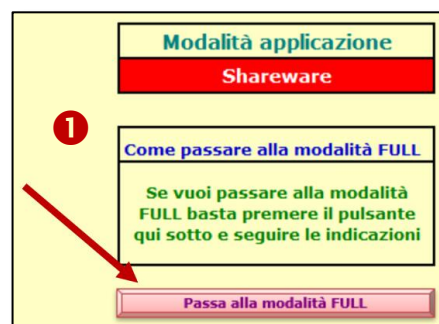 Modalità applicazione
Shareware
1
Come passare alla modalità FULL
Se vuoi passare alla modalità
FULL basta premere il pulsante
qui sotto e seguire le indicazioni
Passa alla modalità FULL